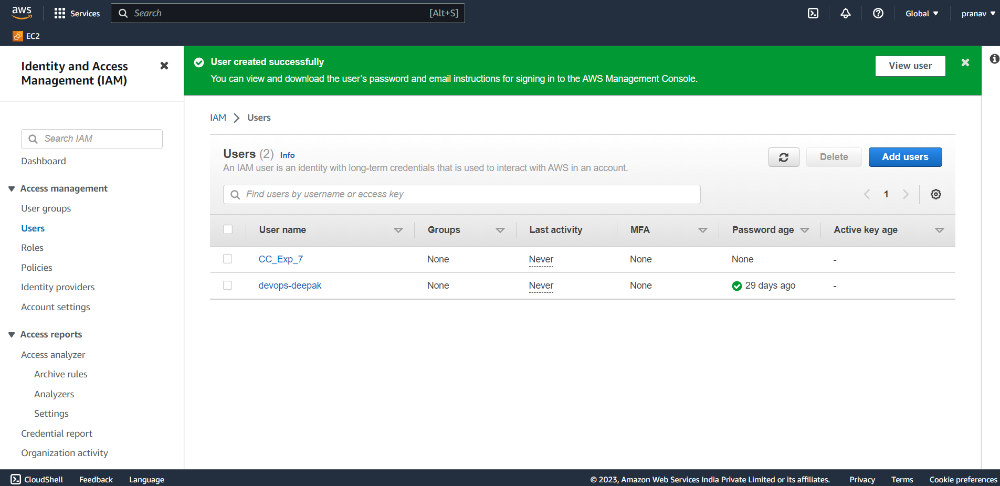 aws
Services
Search
[Alt+S]
Global
pranav
EC2
Identity and Access
Management (IAM)
Search IAM
Dashboard
Access management
User groups
Users
Roles
Policies
Identity providers
Account settings
Access reports
Access analyzer
Archive rules
Analyzers
Settings
Credential report
Organization activity
User created successfully
You can view and download the user’s password and email instructions for signing in to the AWS Management Console.
View user
IAM Users
Users (2) Info
An IAM user is an identity with long-term credentials that is used to interact with AWS in an account.
Delete
Add users
Find users by username or access key
1
User name Groups Last activity MFA Password age Active key age
CC_Exp_7 None Never None None -
devops-deepak None Never None 29 days ago -
CloudShell Feedback Language
© 2023, Amazon Web Services India Private Limited or its affiliates. Privacy Terms Cookie preferences